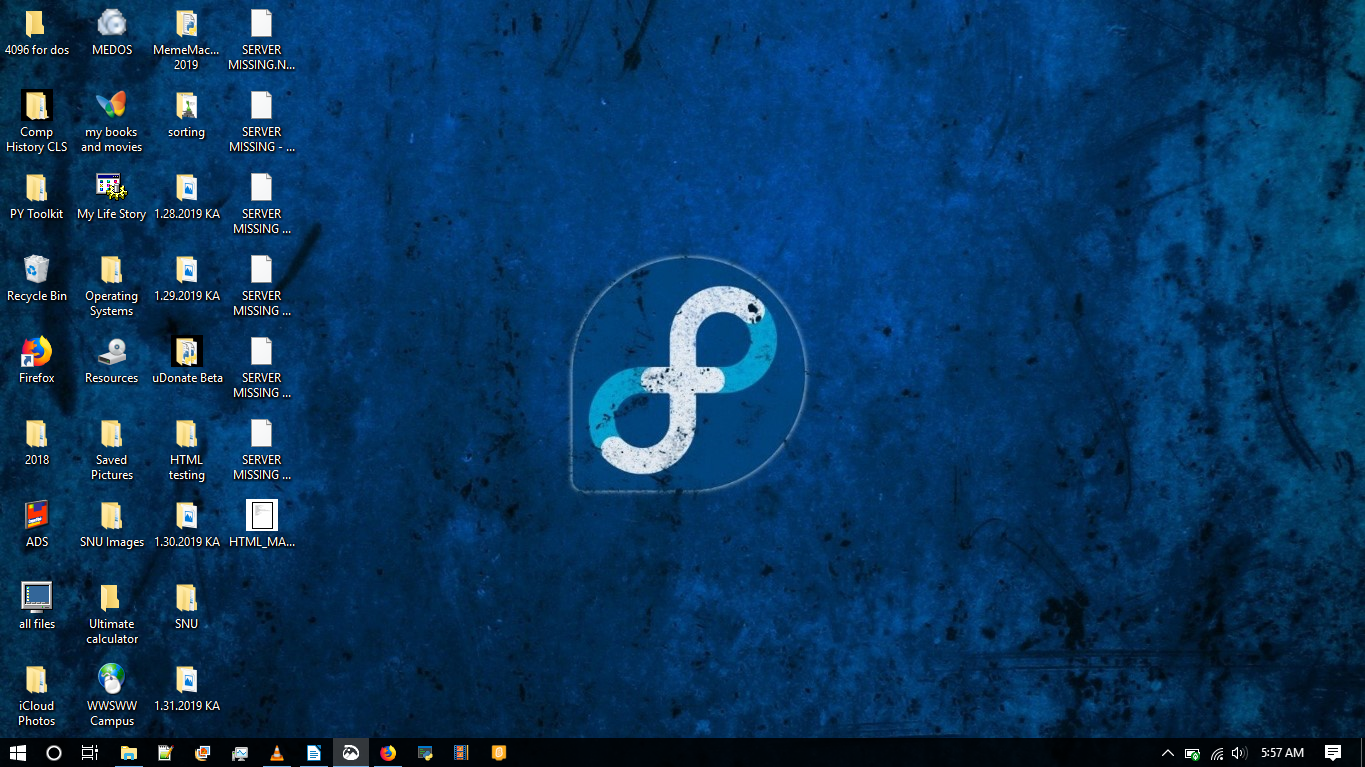 4096 for dos
MEDOS
MemeMac...
2019
SERVER
MISSING.N...
Comp
History CLS
my books
and movies
sorting
SERVER
MISSING - ...
PY Toolkit
My Life Story
1.28.2019 KA
SERVER
MISSING ...
Recycle Bin
Operating
Systems
1.29.2019 KA
SERVER
MISSING ...
Firefox
Resources
uDonate Beta
SERVER
MISSING ...
2018
Saved
Pictures
HTML
testing
SERVER
MISSING ...
ADS
SNU Images
1.30.2019 KA
HTML_MA...
all files
Ultimate
calculator
SNU
iCloud
Photos
WWSWW
Campus
1.31.2019 KA
5:57 AM